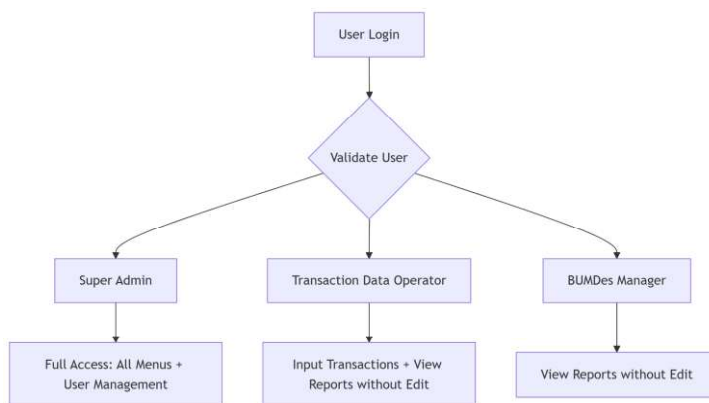 User Login
Validate User
Super Admin
Transaction Data Operator
BUMDes Manager
Full Access: All Menus +
User Management
Input Transactions + View
Reports without Edit
View Reports without Edit